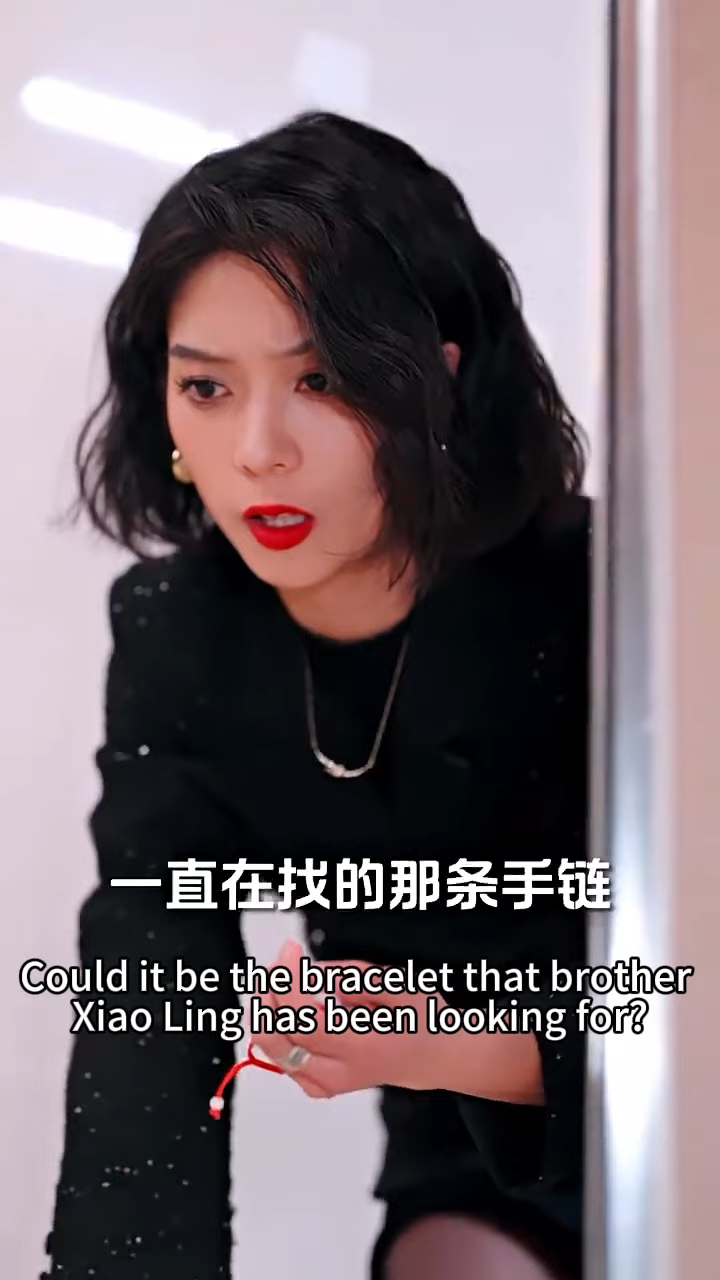 一直在找的那条手链
Could it be the bracelet that brother
Xiao Ling has been looking for?